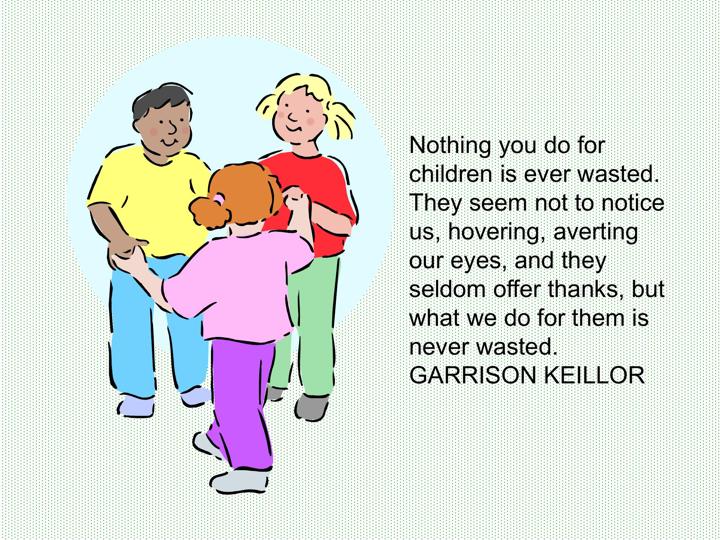 Nothing you do for
children is ever wasted.
They seem not to notice
us, hovering, averting
our eyes, and they
seldom offer thanks, but
what we do for them is
never wasted.
GARRISON KEILLOR